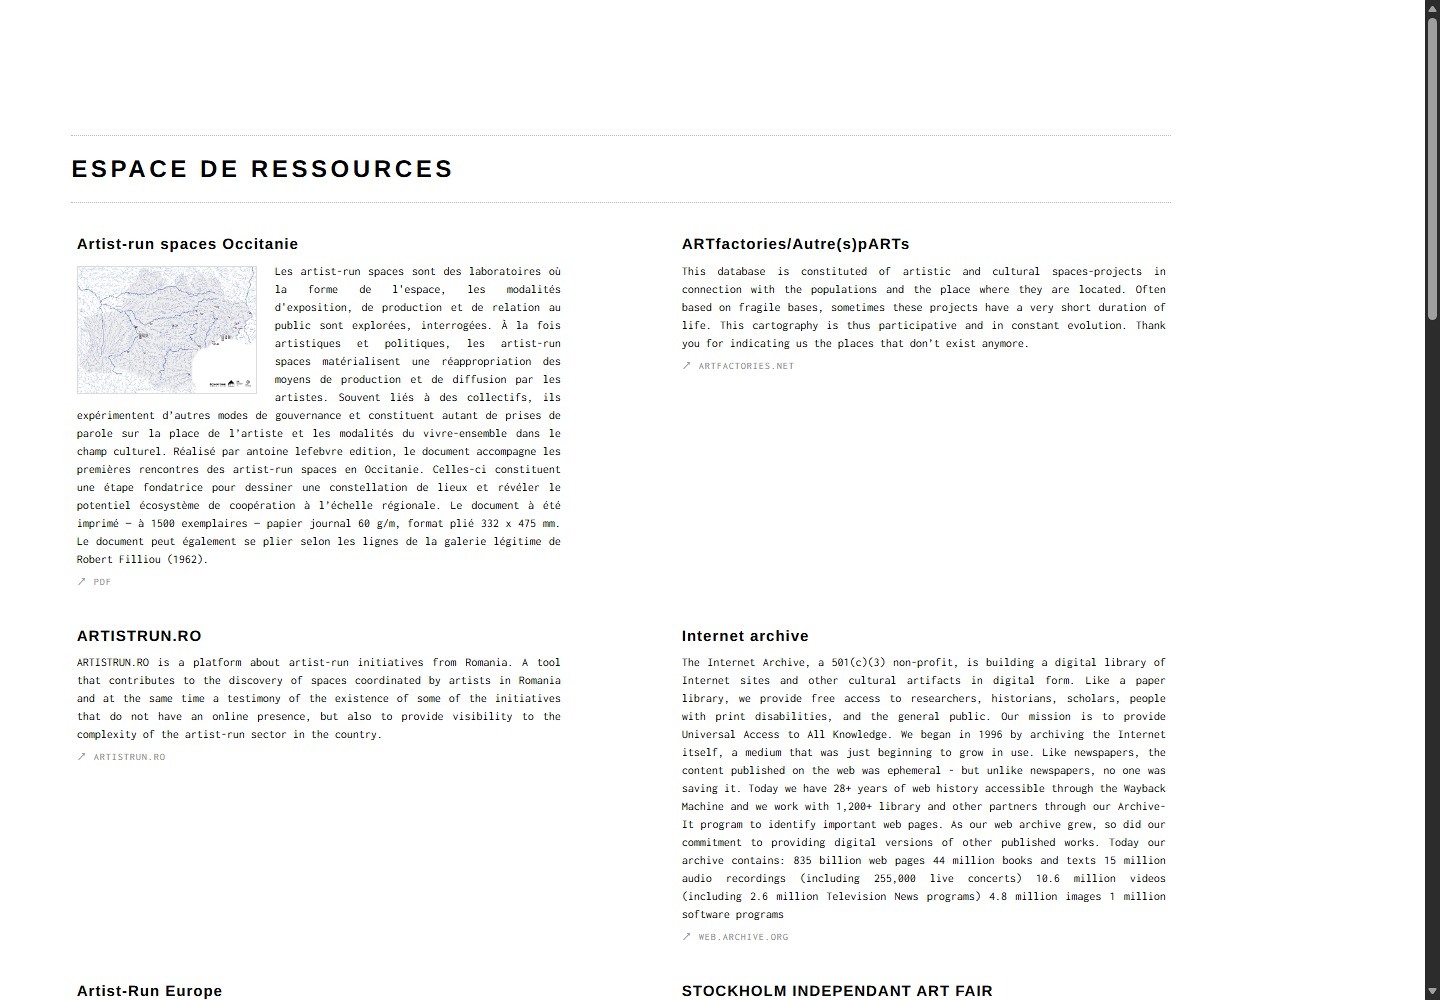 ESPACE DE RESSOURCES
Artist-run spaces Occitanie
Les artist-run spaces sont des laboratoires où
la forme de l'espace, les modalités
d'exposition, de production et de relation au
public sont explorées, interrogées. À la fois
artistiques et politiques, les artist-run
spaces matérialisent une réappropriation des
moyens de production et de diffusion par les
artistes. Souvent liés à des collectifs, ils
expérimentent d’autres modes de gouvernance et constituent autant de prises de
parole sur la place de l’artiste et les modalités du vivre-ensemble dans le
champ culturel. Réalisé par antoine lefebvre edition, le document accompagne les
premières rencontres des artist-run spaces en Occitanie. Celles-ci constituent
une étape fondatrice pour dessiner une constellation de lieux et révéler le
potentiel écosystème de coopération à l’échelle régionale. Le document à été
imprimé – à 1500 exemplaires – papier journal 60 g/m, format plié 332 x 475 mm.
Le document peut également se plier selon les lignes de la galerie légitime de
Robert Filliou (1962).
↗ PDF
ARTfactories/Autre(s)pARTs
This database is constituted of artistic and cultural spaces-projects in
connection with the populations and the place where they are located. Often
based on fragile bases, sometimes these projects have a very short duration of
life. This cartography is thus participative and in constant evolution. Thank
you for indicating us the places that don’t exist anymore.
↗ ARTFACTORIES.NET
ARTISTRUN.RO
ARTISTRUN.RO is a platform about artist-run initiatives from Romania. A tool
that contributes to the discovery of spaces coordinated by artists in Romania
and at the same time a testimony of the existence of some of the initiatives
that do not have an online presence, but also to provide visibility to the
complexity of the artist-run sector in the country.
↗ ARTISTRUN.RO
Internet archive
The Internet Archive, a 501(c)(3) non-profit, is building a digital library of
Internet sites and other cultural artifacts in digital form. Like a paper
library, we provide free access to researchers, historians, scholars, people
with print disabilities, and the general public. Our mission is to provide
Universal Access to All Knowledge. We began in 1996 by archiving the Internet
itself, a medium that was just beginning to grow in use. Like newspapers, the
content published on the web was ephemeral - but unlike newspapers, no one was
saving it. Today we have 28+ years of web history accessible through the Wayback
Machine and we work with 1,200+ library and other partners through our Archive-
It program to identify important web pages. As our web archive grew, so did our
commitment to providing digital versions of other published works. Today our
archive contains: 835 billion web pages 44 million books and texts 15 million
audio recordings (including 255,000 live concerts) 10.6 million videos
(including 2.6 million Television News programs) 4.8 million images 1 million
software programs
↗ WEB.ARCHIVE.ORG
Artist-Run Europe
STOCKHOLM INDEPENDANT ART FAIR